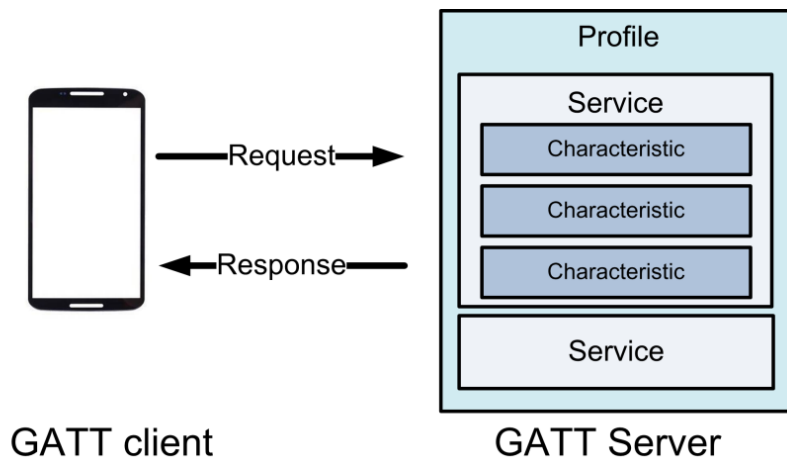 Profile
Service
Characteristic
Request
Characteristic
Response
Characteristic
Service
GATT client
GATT Server